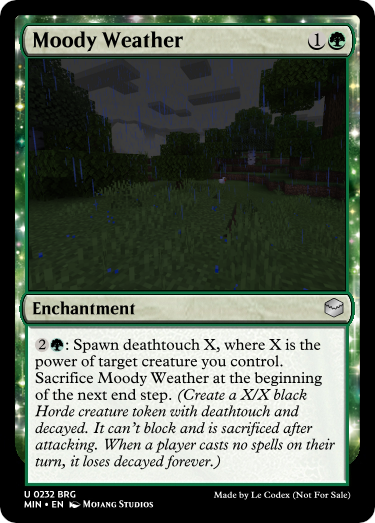 Moody Weather 1
Enchantment
2 : Spawn deathtouch X, where X is the
power of target creature you control.
Sacrifice Moody Weather at the beginning
of the next end step. (Create a X/X black
Horde creature token with deathtouch and
decayed. It can't block and is sacrificed after
attacking. When a player casts no spells on their
turn, it loses decayed forever.)
U 0232 BRG
MIN • EN Mojang Studios
Made by Le Codex (Not For Sale)